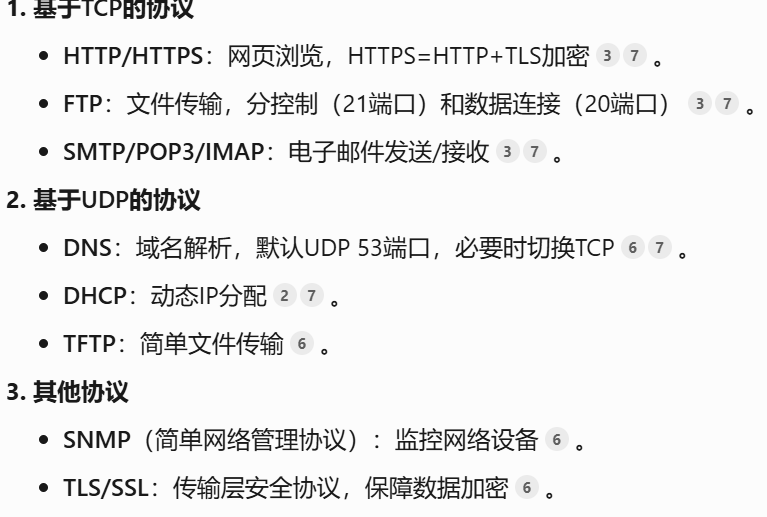 1. 基于TCP的协议
• HTTP/HTTPS：网页浏览，HTTPS=HTTP+TLS加密 3 7 。
• FTP：文件传输，分控制（21端口）和数据连接（20端口） 3 7 。
• SMTP/POP3/IMAP：电子邮件发送/接收 3 7 。
2. 基于UDP的协议
• DNS：域名解析，默认UDP 53端口，必要时切换TCP 6 7 。
• DHCP：动态IP分配 2 7 。
• TFTP：简单文件传输 6 。
3. 其他协议
• SNMP（简单网络管理协议）：监控网络设备 6 。
• TLS/SSL：传输层安全协议，保障数据加密 6 。